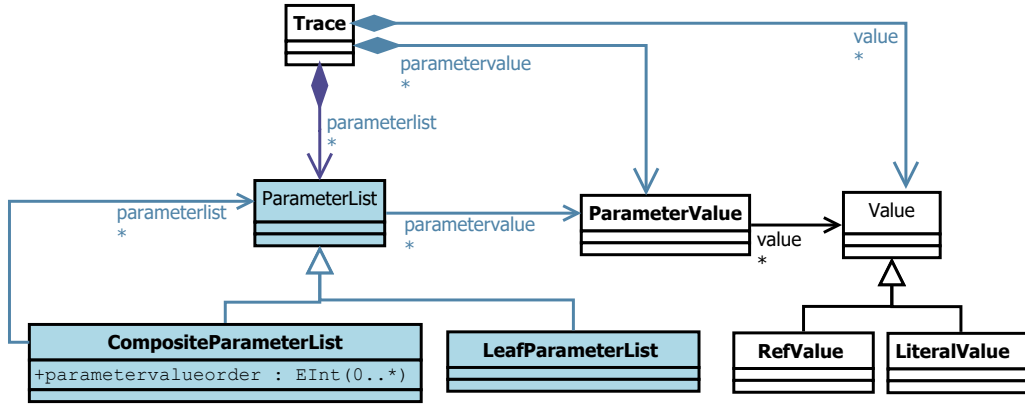 Trace
value
*
parametervalue
*
parameterlist
*
ParameterList
parameterlist
*
parametervalue
*
ParameterValue
value
*
Value
CompositeParameterList
+parametervalueorder : EInt(0..*)
LeafParameterList
RefValue
LiteralValue